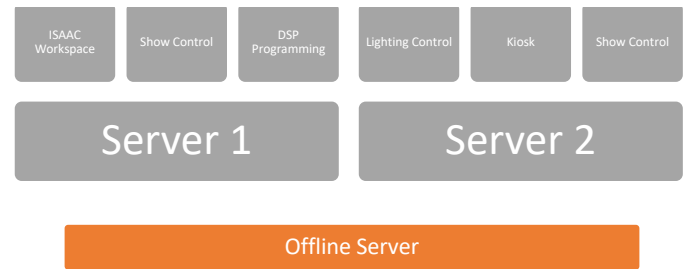 ISAAC
Workspace
Show Control
DSP
Programming
Lighting Control
Kiosk
Show Control
Server 1
Server 2
Offline Server